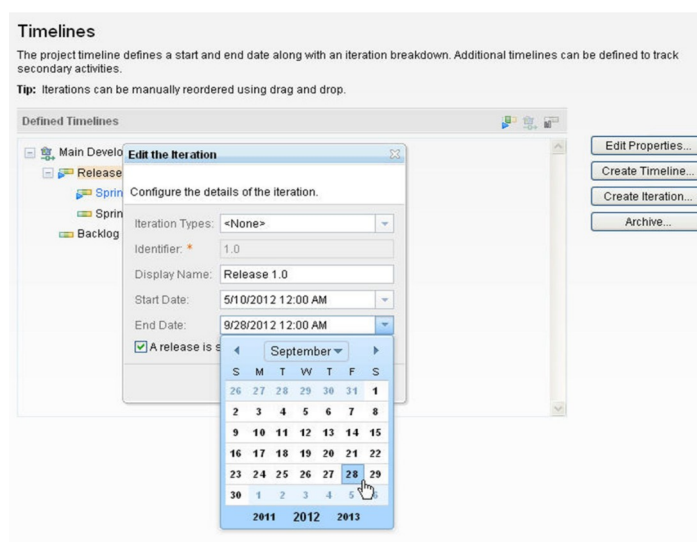 Timelines
The project timeline defines a start and end date along with an iteration breakdown. Additional timelines can be defined to track
secondary activities.
Tip: Iterations can be manually reordered using drag and drop.
Defined Timelines
Main Develo
Release
Sprin
Sprin
Backlog
Edit Properties...
Create Timeline...
Create Iteration...
Archive...
Edit the Iteration
Configure the details of the iteration.
Iteration Types: <None>
Identifier: * 1.0
Display Name: Release 1.0
Start Date: 5/10/2012 12:00 AM
End Date: 9/28/2012 12:00 AM
A release is s
September
S M T W T F S
26 27 28 29 30 31 1
2 3 4 5 6 7 8
9 10 11 12 13 14 15
16 17 18 19 20 21 22
23 24 25 26 27 28 29
30 1 2 3 4 5 6
2011 2012 2013